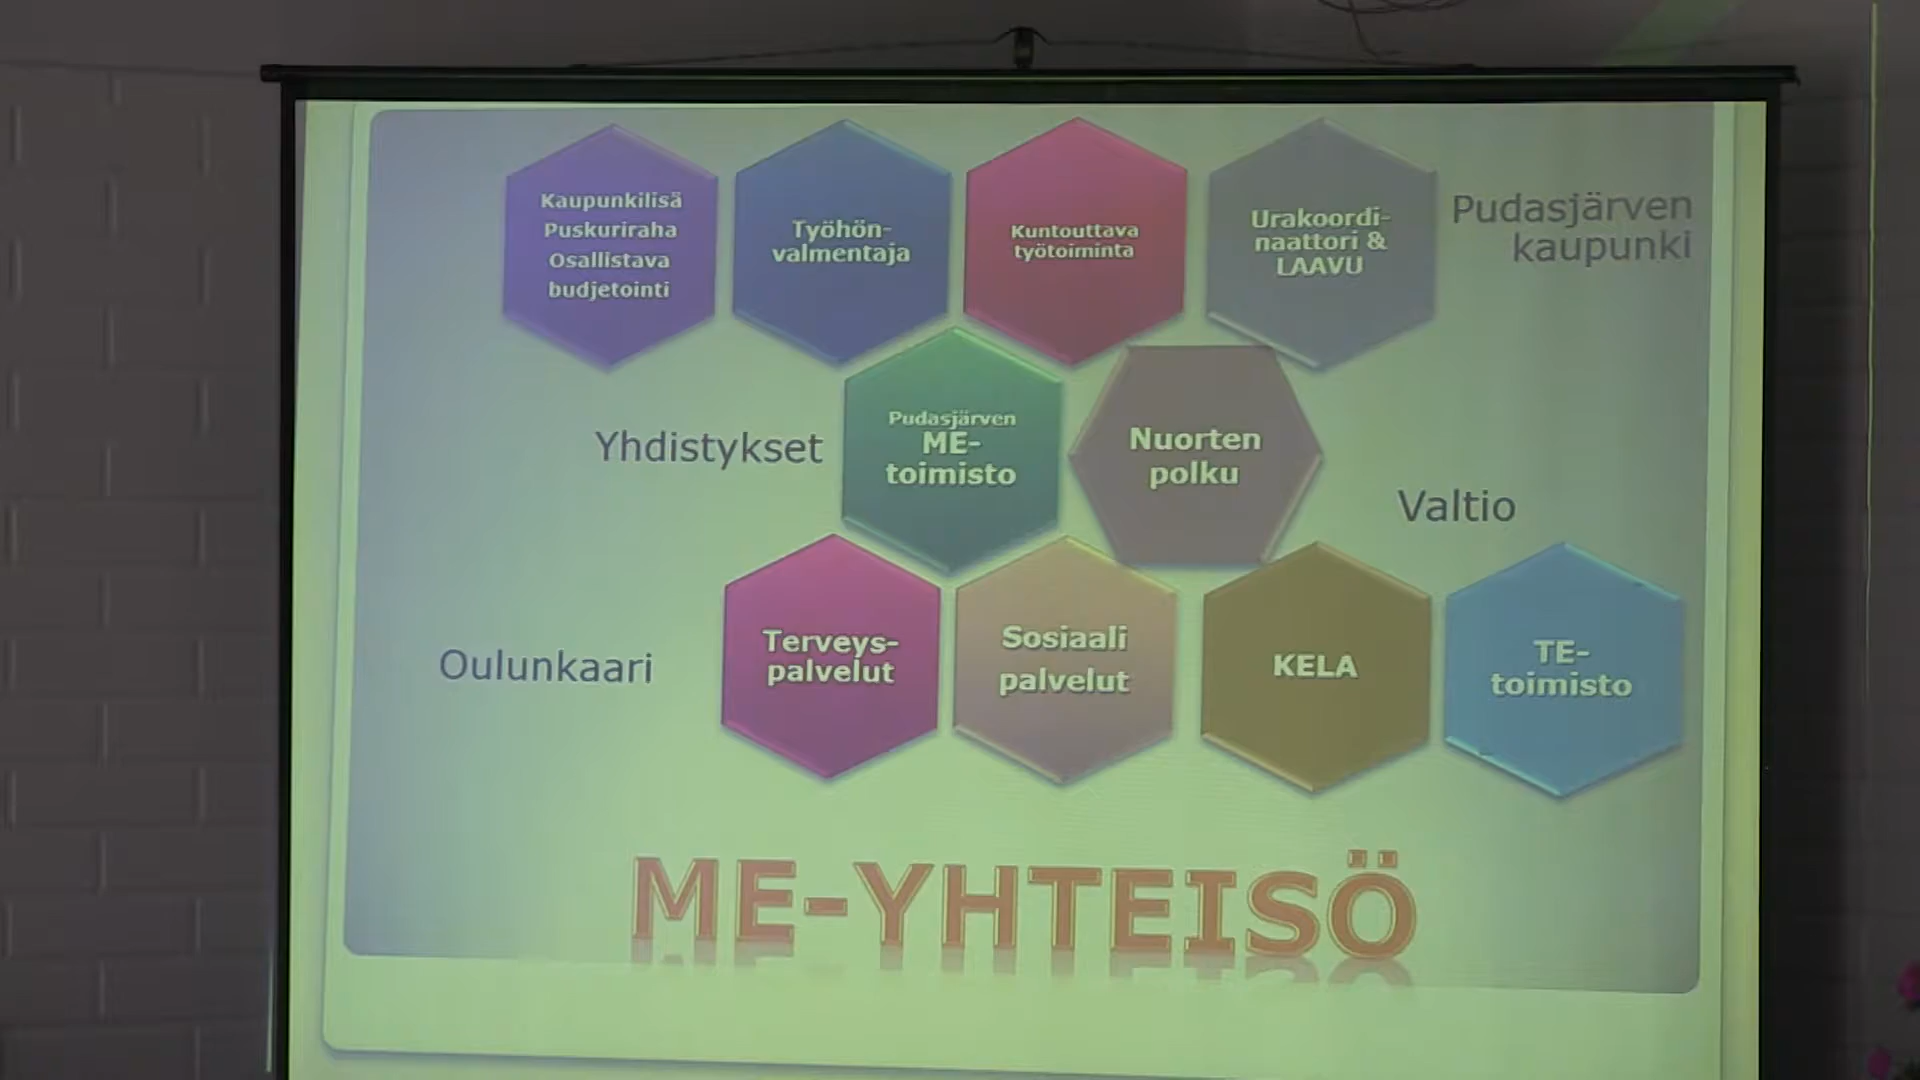 Kaupunkilisä
Puskuriraha
Osallistava
budjetointi
Työhön-
valmentaja
Kuntouttava
työtoiminta
Urakoordi-
naattori &
LAAVU
Pudasjärven
kaupunki
Yhdistykset
Pudasjärven
ME-
toimisto
Nuorten
polku
Valtio
Oulunkaari
Terveys-
palvelut
Sosiaali
palvelut
KELA
TE-
toimisto
ME-YHTEISÖ